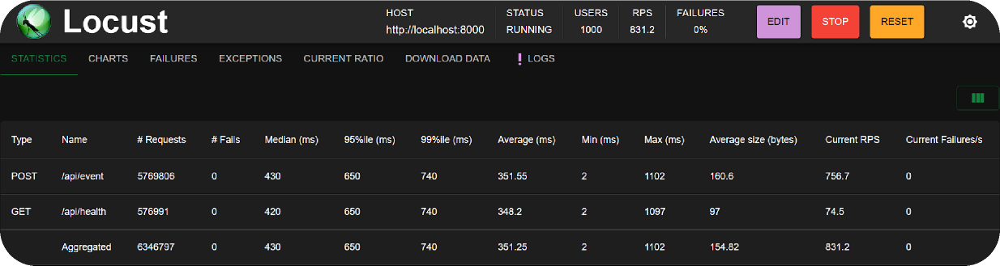 Locust
HOST STATUS USERS RPS FAILURES
http://localhost:8000 RUNNING 1000 831.2 0%
EDIT STOP RESET
STATISTICS CHARTS FAILURES EXCEPTIONS CURRENT RATIO DOWNLOAD DATA ! LOGS
Type Name # Requests # Fails Median (ms) 95%ile (ms) 99%ile (ms) Average (ms) Min (ms) Max (ms) Average size (bytes) Current RPS Current Failures/s
POST /api/event 5769806 0 430 650 740 351.55 2 1102 160.6 756.7 0
GET /api/health 576991 0 420 650 740 348.2 2 1097 97 74.5 0
Aggregated 6346797 0 430 650 740 351.25 2 1102 154.82 831.2 0